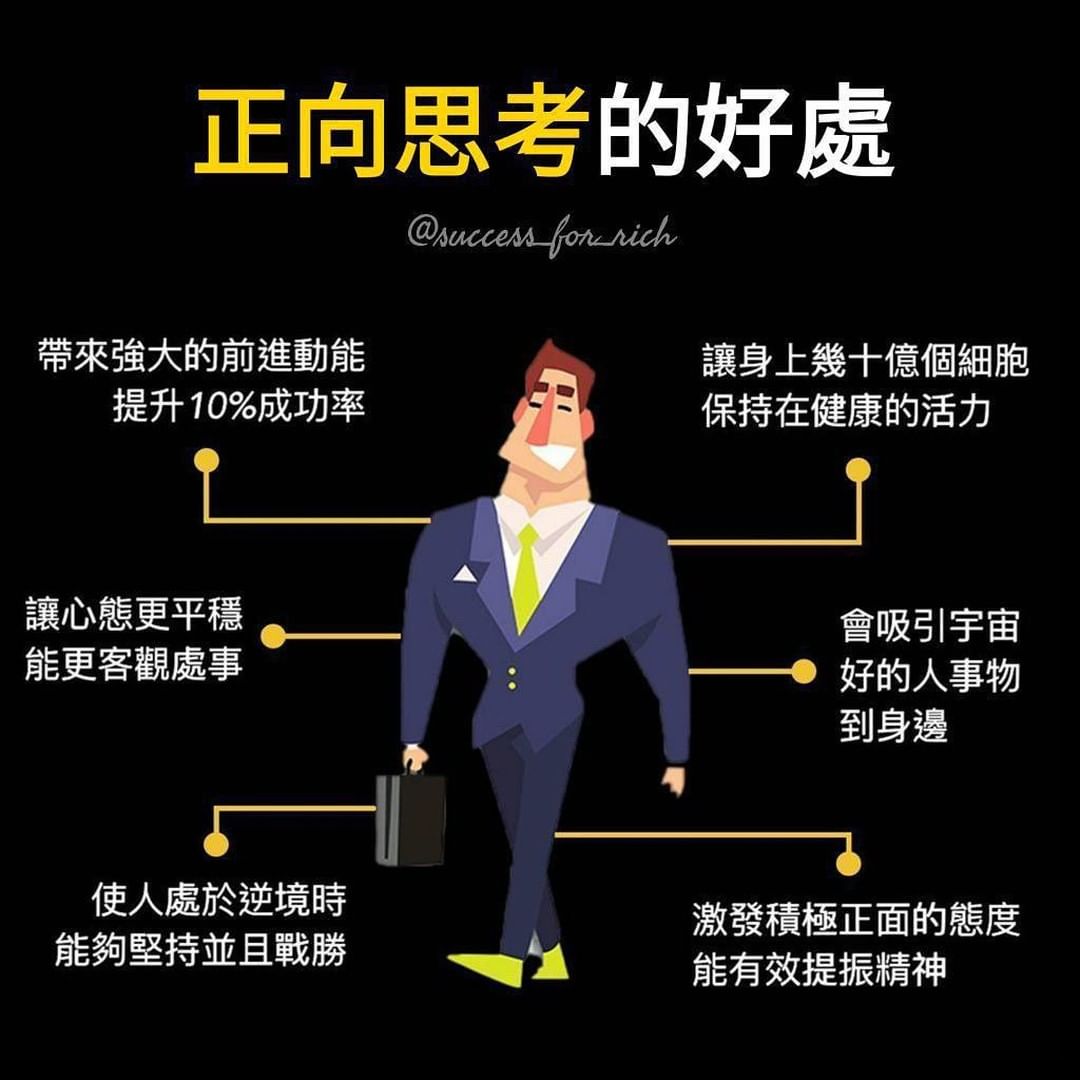 正向思考的好處
@success_for_rich
帶來強大的前進動能
提升10%成功率
讓身上幾十億個細胞
保持在健康的活力
讓心態更平穩
能更客觀處事
會吸引宇宙
好的人事物
到身邊
使人處於逆境時
能夠堅持並且戰勝
激發積極正面的態度
能有效提振精神